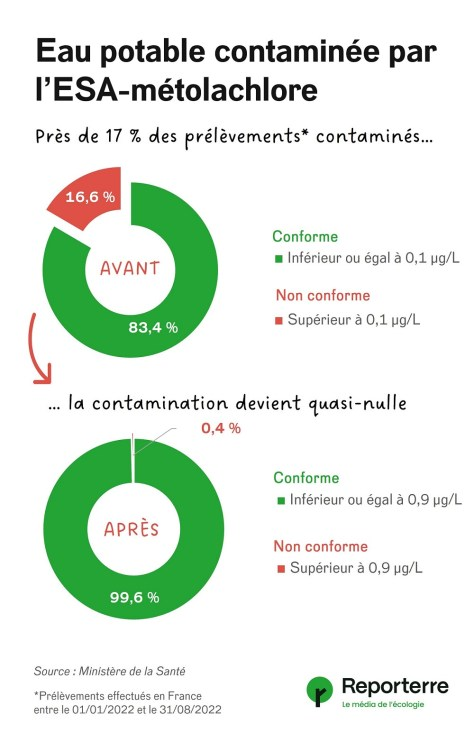 Eau potable contaminée par
l’ESA-métolachlore
Près de 17 % des prélèvements* contaminés...
16,6 %
AVANT
83,4 %
Conforme
Inférieur ou égal à 0,1 µg/L
Non conforme
Supérieur à 0,1 µg/L
... la contamination devient quasi-nulle
0,4 %
APRÈS
99,6 %
Conforme
Inférieur ou égal à 0,9 µg/L
Non conforme
Supérieur à 0,9 µg/L
Source : Ministère de la Santé
*Prélèvements effectués en France
entre le 01/01/2022 et le 31/08/2022
Reporterre
Le média de l’écologie